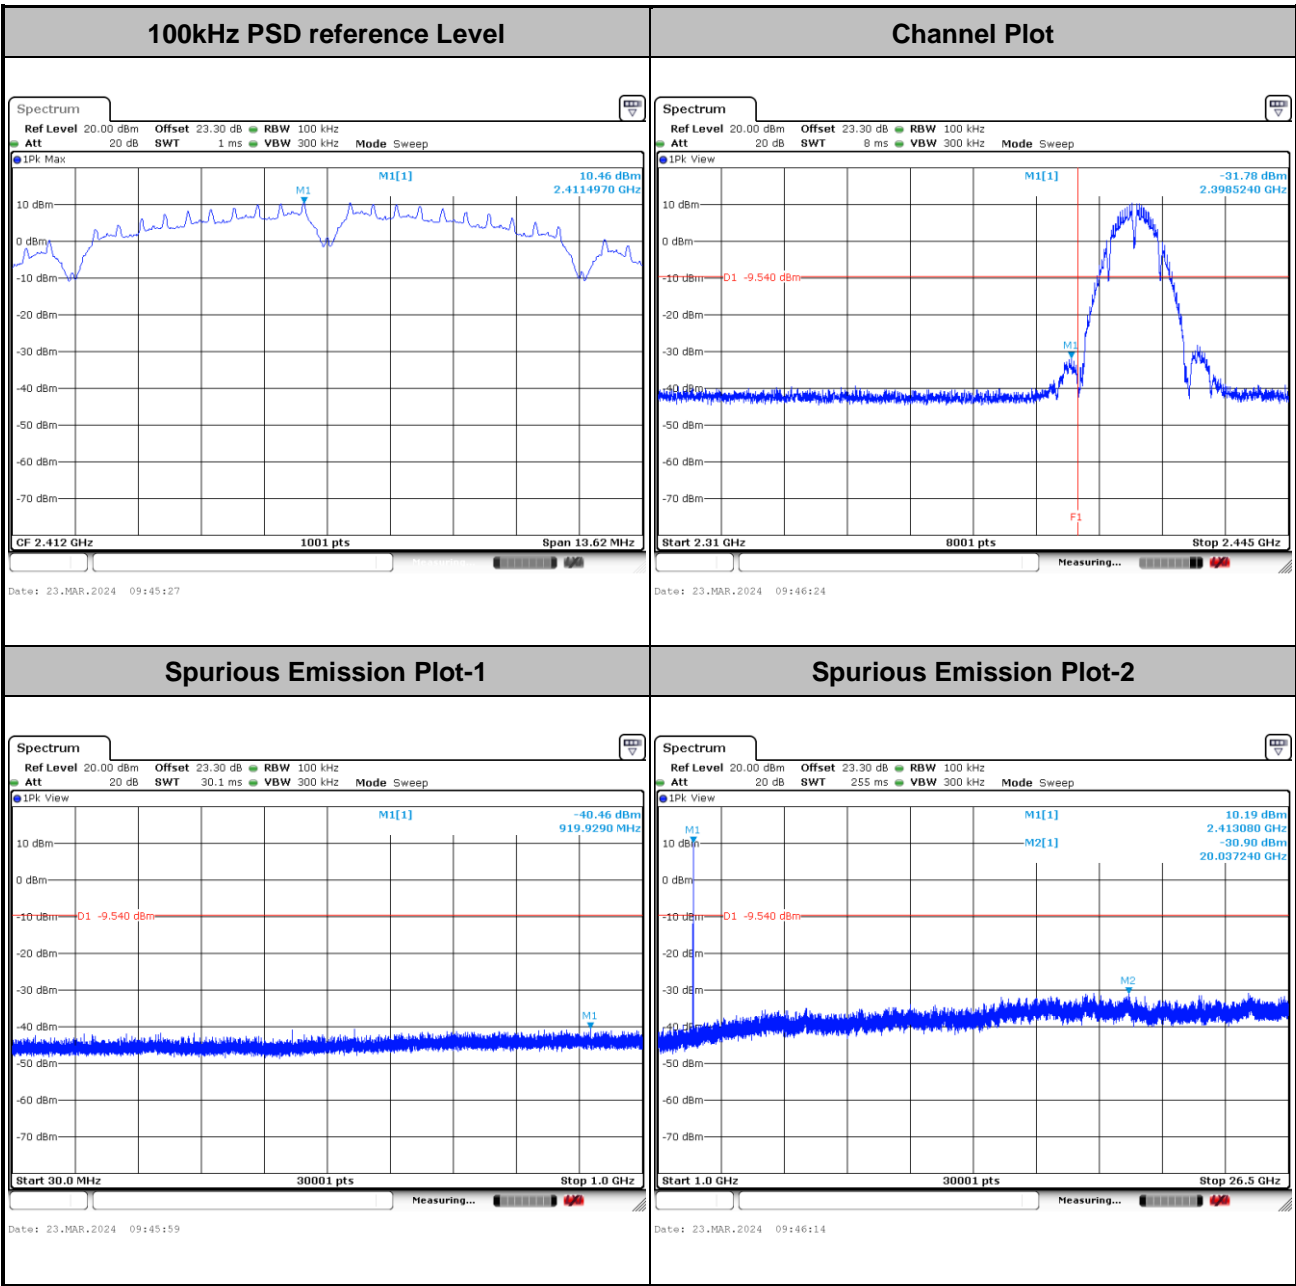 100kHz PSD reference Level
Channel Plot
Spectrum
Ref Level 20.00 dBm Offset 23.30 dB RBW 100 kHz
Att 20 dB SWT 1 ms VBW 300 kHz Mode Sweep
1Pk Max
M1[1] 10.46 dBm
2.4114970 GHz
M1
10 dBm
0 dBm
-10 dBm
-20 dBm
-30 dBm
-40 dBm
-50 dBm
-60 dBm
-70 dBm
CF 2.412 GHz 1001 pts Span 13.62 MHz
Measuring...
Date: 23.MAR.2024 09:45:27
Spectrum
Ref Level 20.00 dBm Offset 23.30 dB RBW 100 kHz
Att 20 dB SWT 8 ms VBW 300 kHz Mode Sweep
1Pk View
M1[1] -31.78 dBm
2.3985240 GHz
10 dBm
0 dBm
-10 dBm
D1 -9.540 dBm
-20 dBm
-30 dBm
M1
-40 dBm
-50 dBm
-60 dBm
-70 dBm
F1
Start 2.31 GHz 8001 pts Stop 2.445 GHz
Measuring...
Date: 23.MAR.2024 09:46:24
Spurious Emission Plot-1
Spurious Emission Plot-2
Spectrum
Ref Level 20.00 dBm Offset 23.30 dB RBW 100 kHz
Att 20 dB SWT 30.1 ms VBW 300 kHz Mode Sweep
1Pk View
M1[1] -40.46 dBm
919.9290 MHz
10 dBm
0 dBm
-10 dBm
D1 -9.540 dBm
-20 dBm
-30 dBm
-40 dBm
M1
-50 dBm
-60 dBm
-70 dBm
Start 30.0 MHz 30001 pts Stop 1.0 GHz
Measuring...
Date: 23.MAR.2024 09:45:59
Spectrum
Ref Level 20.00 dBm Offset 23.30 dB RBW 100 kHz
Att 20 dB SWT 255 ms VBW 300 kHz Mode Sweep
1Pk View
M1[1] 10.19 dBm
2.413080 GHz
M2[1] -30.90 dBm
20.037240 GHz
M1
10 dBm
0 dBm
-10 dBm
D1 -9.540 dBm
-20 dBm
-30 dBm
M2
-40 dBm
-50 dBm
-60 dBm
-70 dBm
Start 1.0 GHz 30001 pts Stop 26.5 GHz
Measuring...
Date: 23.MAR.2024 09:46:14